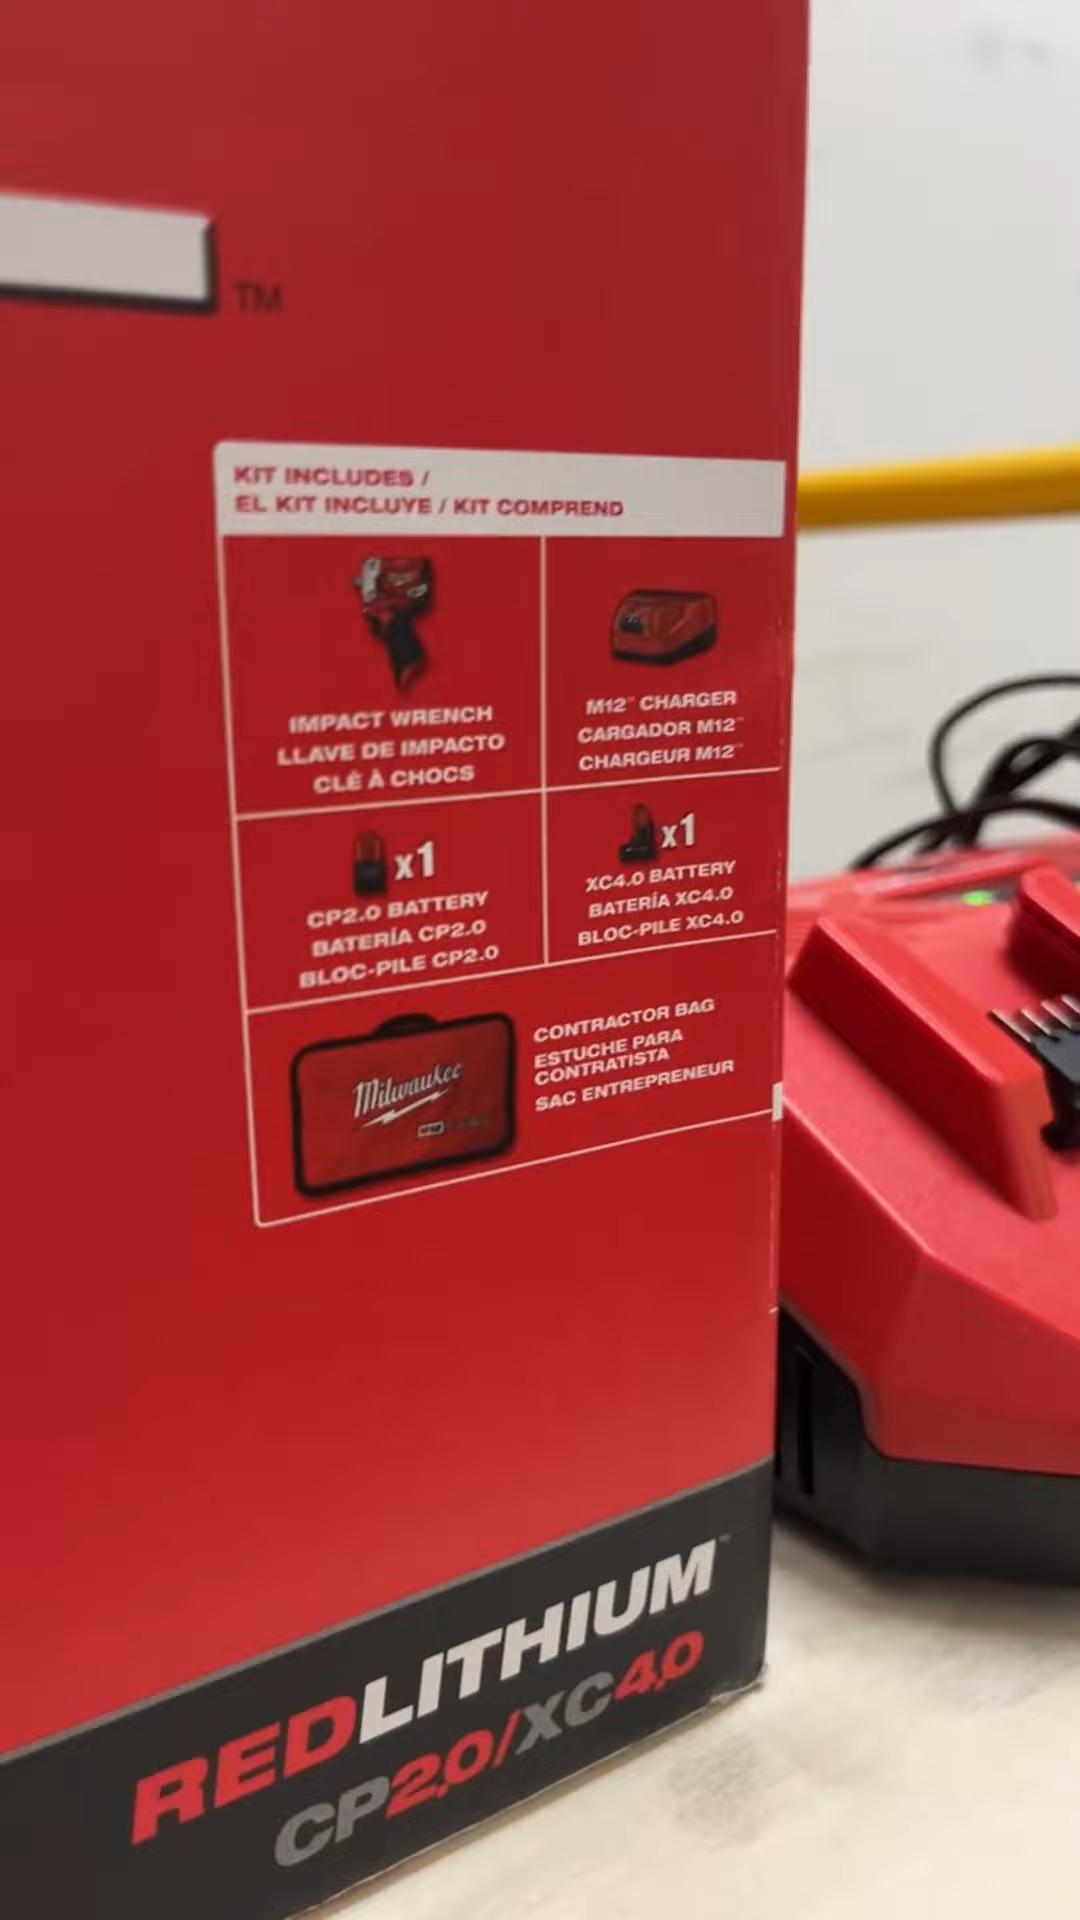 TM
KIT INCLUDES /
EL KIT INCLUYE / KIT COMPREND
IMPACT WRENCH
LLAVE DE IMPACTO
CLÉ À CHOCS
M12™ CHARGER
CARGADOR M12™
CHARGEUR M12™
x1
CP2.0 BATTERY
BATERÍA CP2.0
BLOC-PILE CP2.0
x1
XC4.0 BATTERY
BATERÍA XC4.0
BLOC-PILE XC4.0
Milwaukee
CONTRACTOR BAG
ESTUCHE PARA
CONTRATISTA
SAC ENTREPRENEUR
REDLITHIUM™
CP2.0/XC4.0